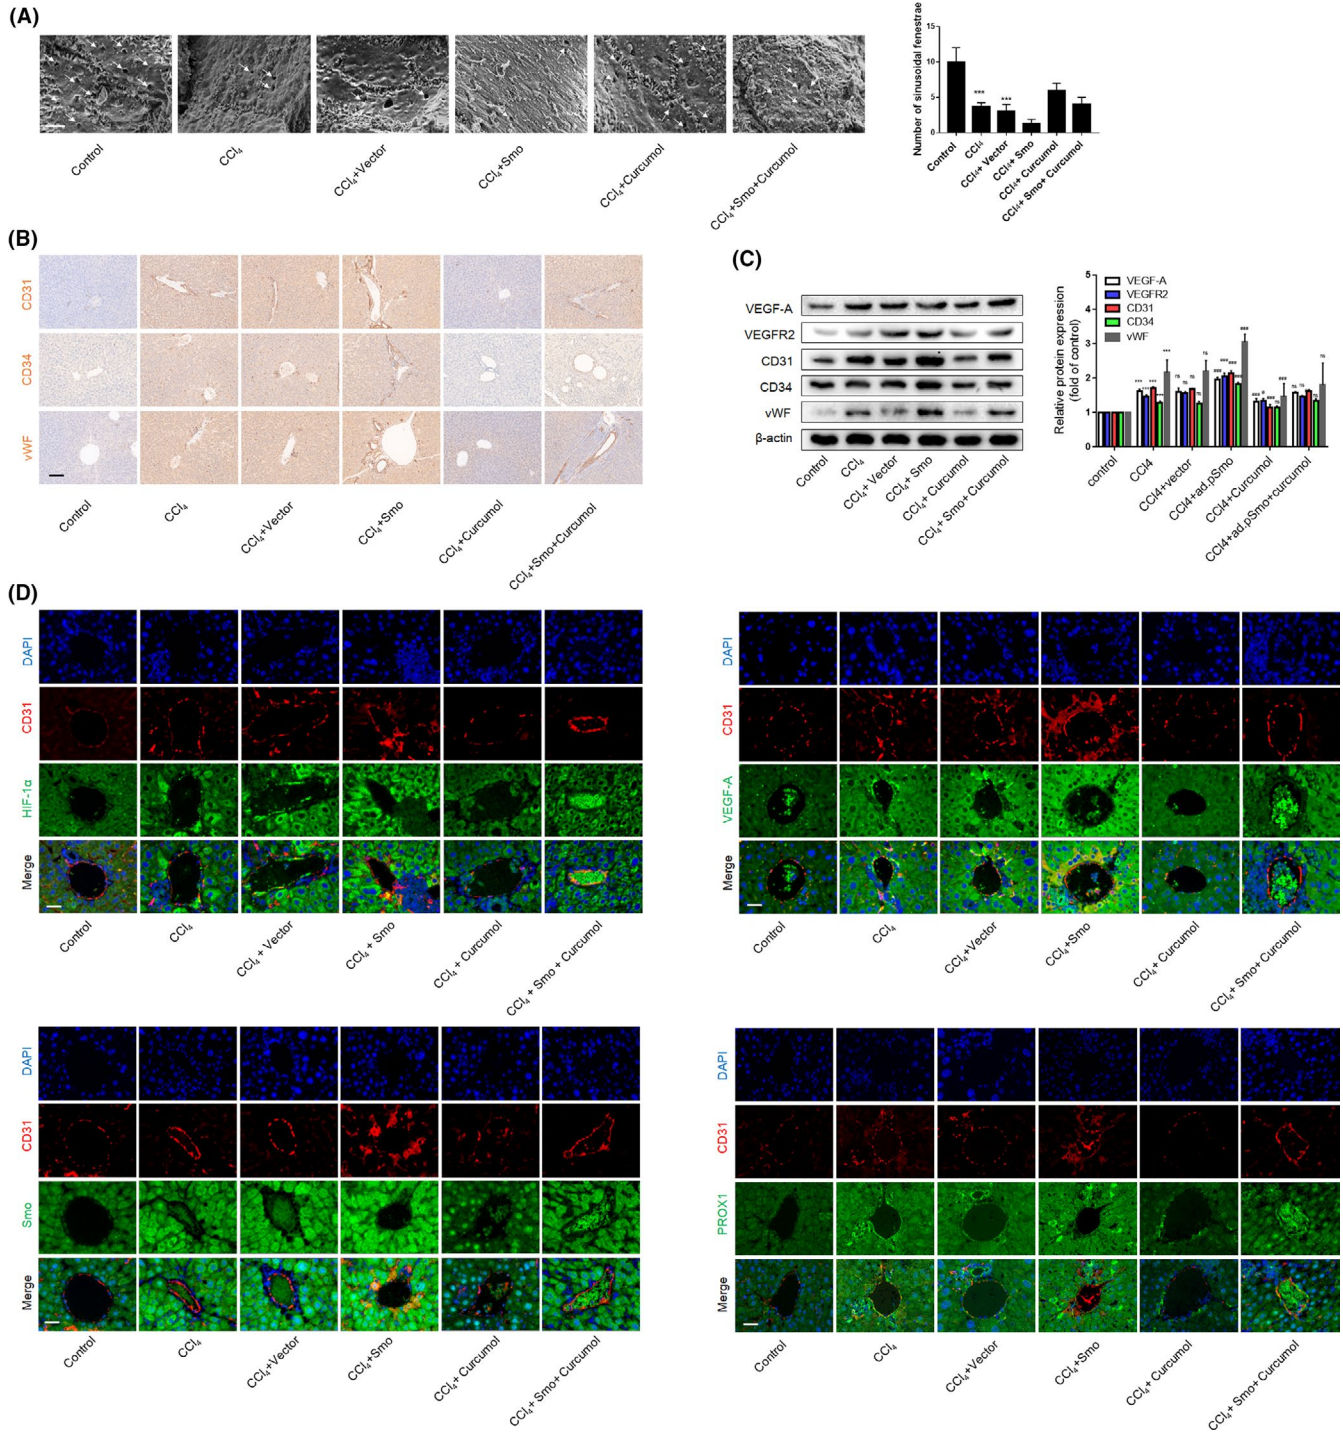 (A)
Control
CCl4
CCl4+Vector
CCl4+Smo
CCl4+Curcumol
CCl4+Smo+Curcumol
Number of sinusoidal fenestrae
15
10
5
0
***
***
Control
CCl4
CCl4+ Vector
CCl4+ Smo
CCl4+ Curcumol
CCl4+ Smo+ Curcumol
(B)
CD31
CD34
vWF
Control
CCl4
CCl4+Vector
CCl4+Smo
CCl4+Curcumol
CCl4+Smo+Curcumol
(C)
VEGF-A
VEGFR2
CD31
CD34
vWF
β-actin
Control
CCl4
CCl4+ Vector
CCl4+ Smo
CCl4+ Curcumol
CCl4+ Smo+ Curcumol
Relative protein expression
(fold of control)
5
4
3
2
1
0
VEGF-A
VEGFR2
CD31
CD34
vWF
control
CCl4
CCl4+vector
CCl4+ad.pSmo
CCl4+Curcumol
CCl4+ad.pSmo+curcumol
(D)
DAPI
CD31
HIF-1α
Merge
Control
CCl4
CCl4 + Vector
CCl4 + Smo
CCl4 + Curcumol
CCl4 + Smo + Curcumol
DAPI
CD31
VEGF-A
Merge
Control
CCl4
CCl4+Vector
CCl4+Smo
CCl4+ Curcumol
CCl4+ Smo+ Curcumol
DAPI
CD31
Smo
Merge
Control
CCl4
CCl4+Vector
CCl4+Smo
CCl4+ Curcumol
CCl4+ Smo+ Curcumol
DAPI
CD31
PROX1
Merge
Control
CCl4
CCl4+Vector
CCl4+Smo
CCl4+ Curcumol
CCl4+ Smo+ Curcumol